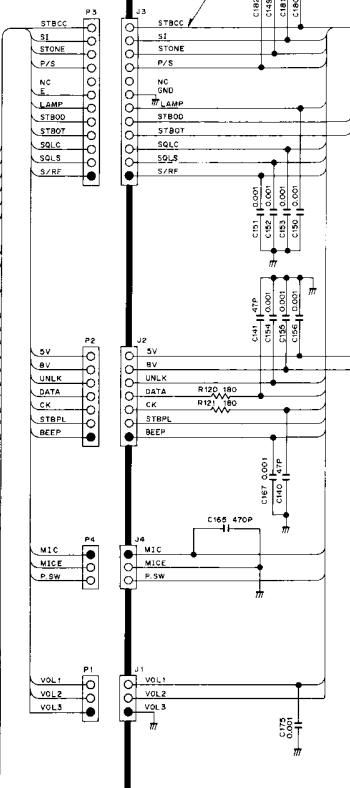 P3 J3
C182 C149 C181 C180
STBCC STBCC
SI SI
STONE STONE
P/S P/S
NC NC
E GND
LAMP LAMP
STBOD STBOD
STBOT STBOT
SQLC SQLC
SQLS SQLS
S/RF S/RF
C151 0.001
C152 0.001
C153 0.001
C150 0.001
C141 47P
C154 0.001
C155 0.001
C156 0.001
P2 J2
5V 5V
8V 8V
UNLK UNLK
DATA DATA R120 180
CK CK R121 180
STBPL STBPL
BEEP BEEP
C167 0.001
C140 47P
C165 470P
P4 J4
MIC MIC
MICE MICE
P.SW P.SW
P1 J1
VOL1 VOL1
VOL2 VOL2
VOL3 VOL3
C175
0.001